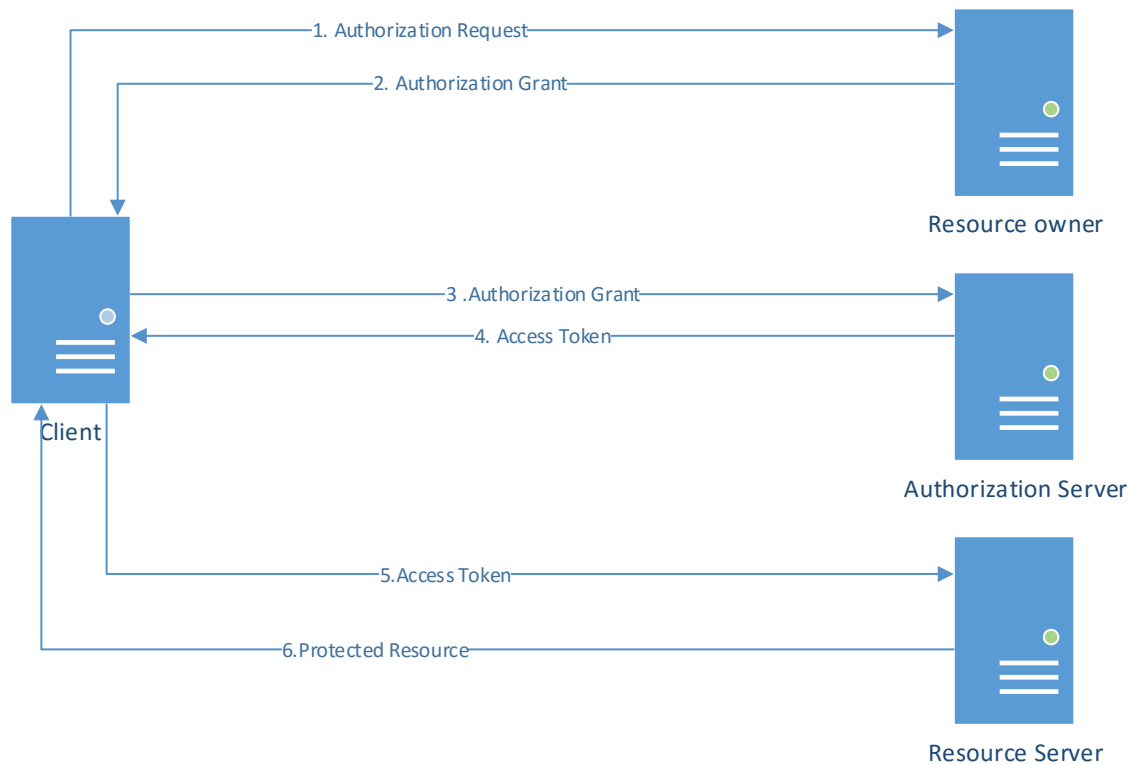 1. Authorization Request
2. Authorization Grant
Resource owner
3 .Authorization Grant
4. Access Token
Client
Authorization Server
5.Access Token
6.Protected Resource
Resource Server